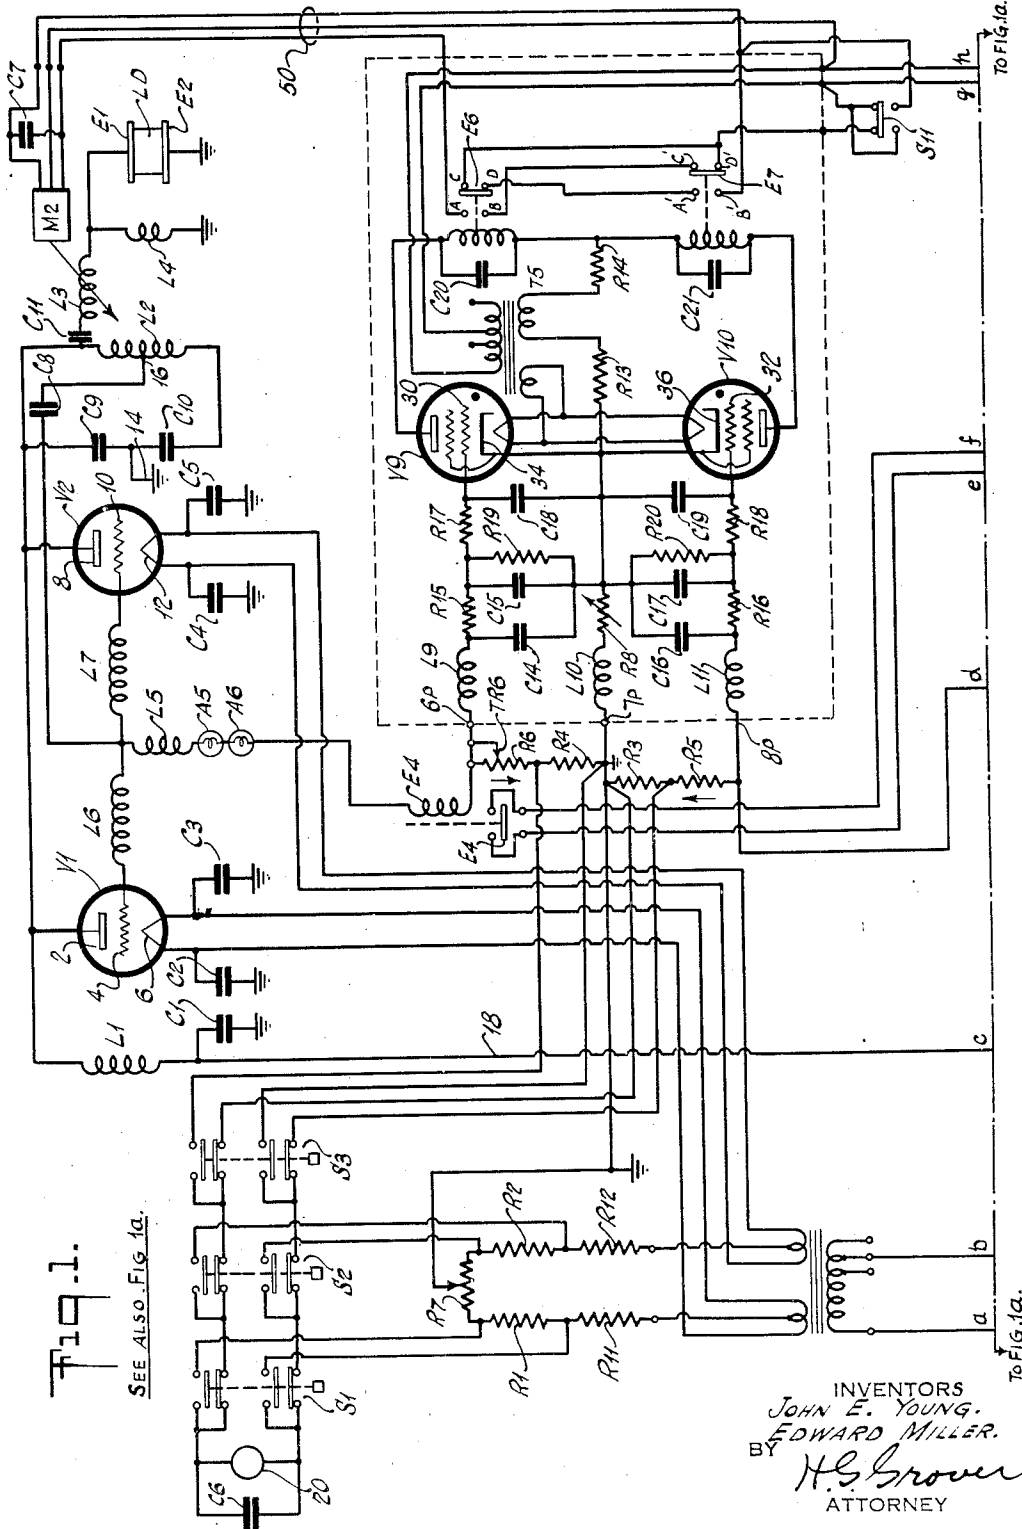 Fig. 1.
SEE ALSO FIG 1a.
C7
M2
E1
LD
E2
C11
L3
L4
L2
16
C8
C9
14
C10
C5
V2
10
8
12
C4
L7
L5
A5
A6
L6
V1
C3
2
4
6
C2
C1
L1
18
50
E6
A
B
C
D
C'
D'
A'
B'
E7
S11
C20
T5
R14
C21
R13
30
V9
34
36
V10
32
R17
R19
C18
R20
C19
R18
R15
C15
C14
C17
C16
R16
L9
L10
R8
L11
6P
7P
8P
TR6
R6
R4
R3
R5
E4
E4
S3
S2
S1
20
C6
R7
R2
R12
R1
R11
a
b
c
d
e
f
g
h
TO FIG. 1a.
TO FIG. 1a.
INVENTORS
JOHN E. YOUNG.
EDWARD MILLER.
BY
H.G. Grover
ATTORNEY